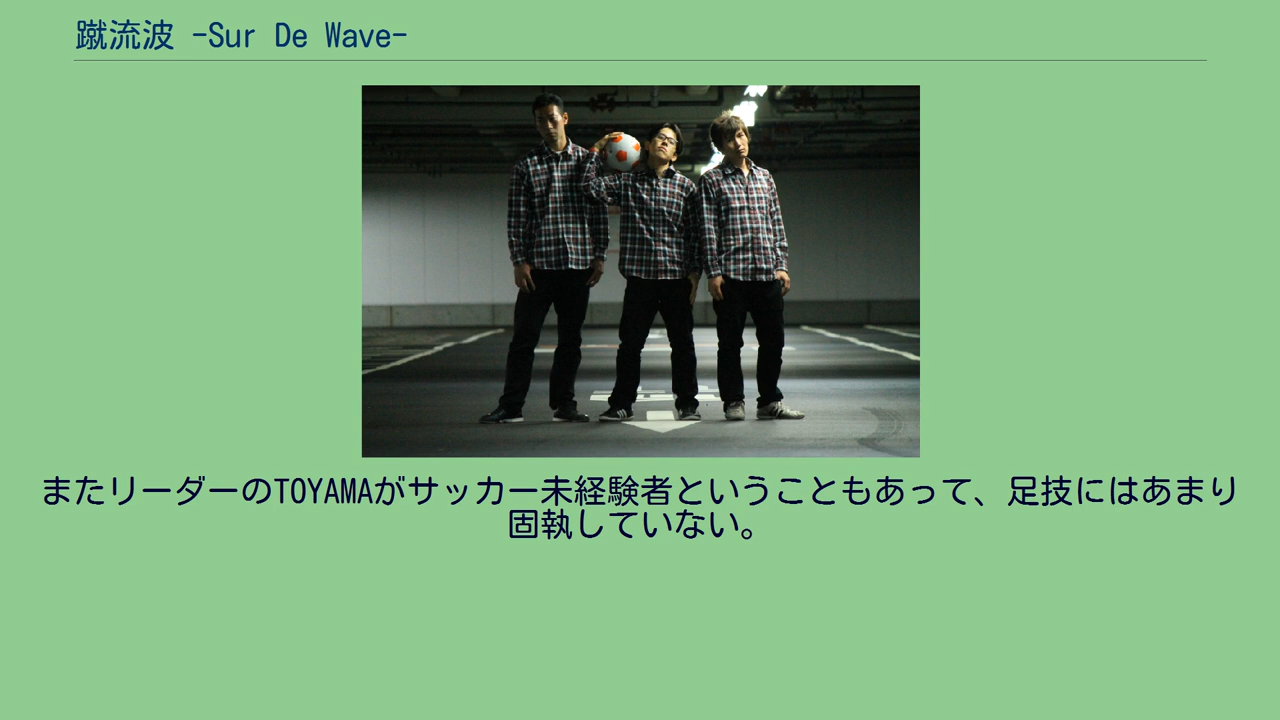 蹴流波 -Sur De Wave-
またリーダーのTOYAMAがサッカー未経験者ということもあって、足技にはあまり
固執していない。